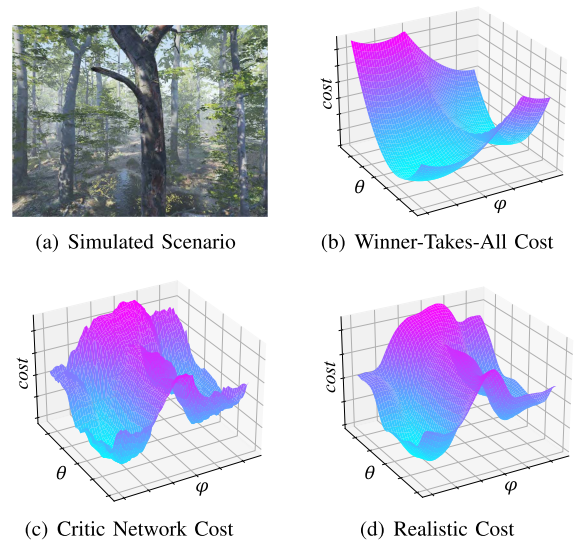 cost
θ
φ
(a) Simulated Scenario
(b) Winner-Takes-All Cost
cost
θ
φ
cost
θ
φ
(c) Critic Network Cost
(d) Realistic Cost